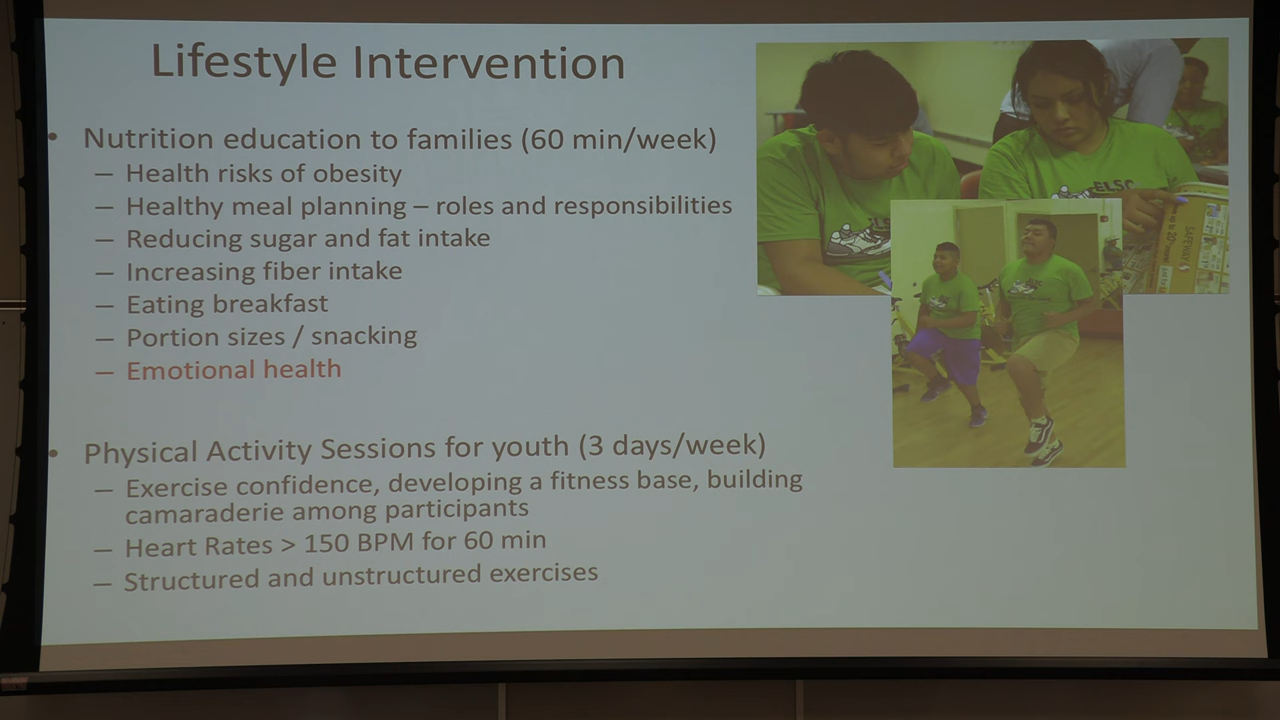 Lifestyle Intervention
• Nutrition education to families (60 min/week)
– Health risks of obesity
– Healthy meal planning – roles and responsibilities
– Reducing sugar and fat intake
– Increasing fiber intake
– Eating breakfast
– Portion sizes / snacking
– Emotional health
• Physical Activity Sessions for youth (3 days/week)
– Exercise confidence, developing a fitness base, building
camaraderie among participants
– Heart Rates > 150 BPM for 60 min
– Structured and unstructured exercises
ELSC
SAFEWAY